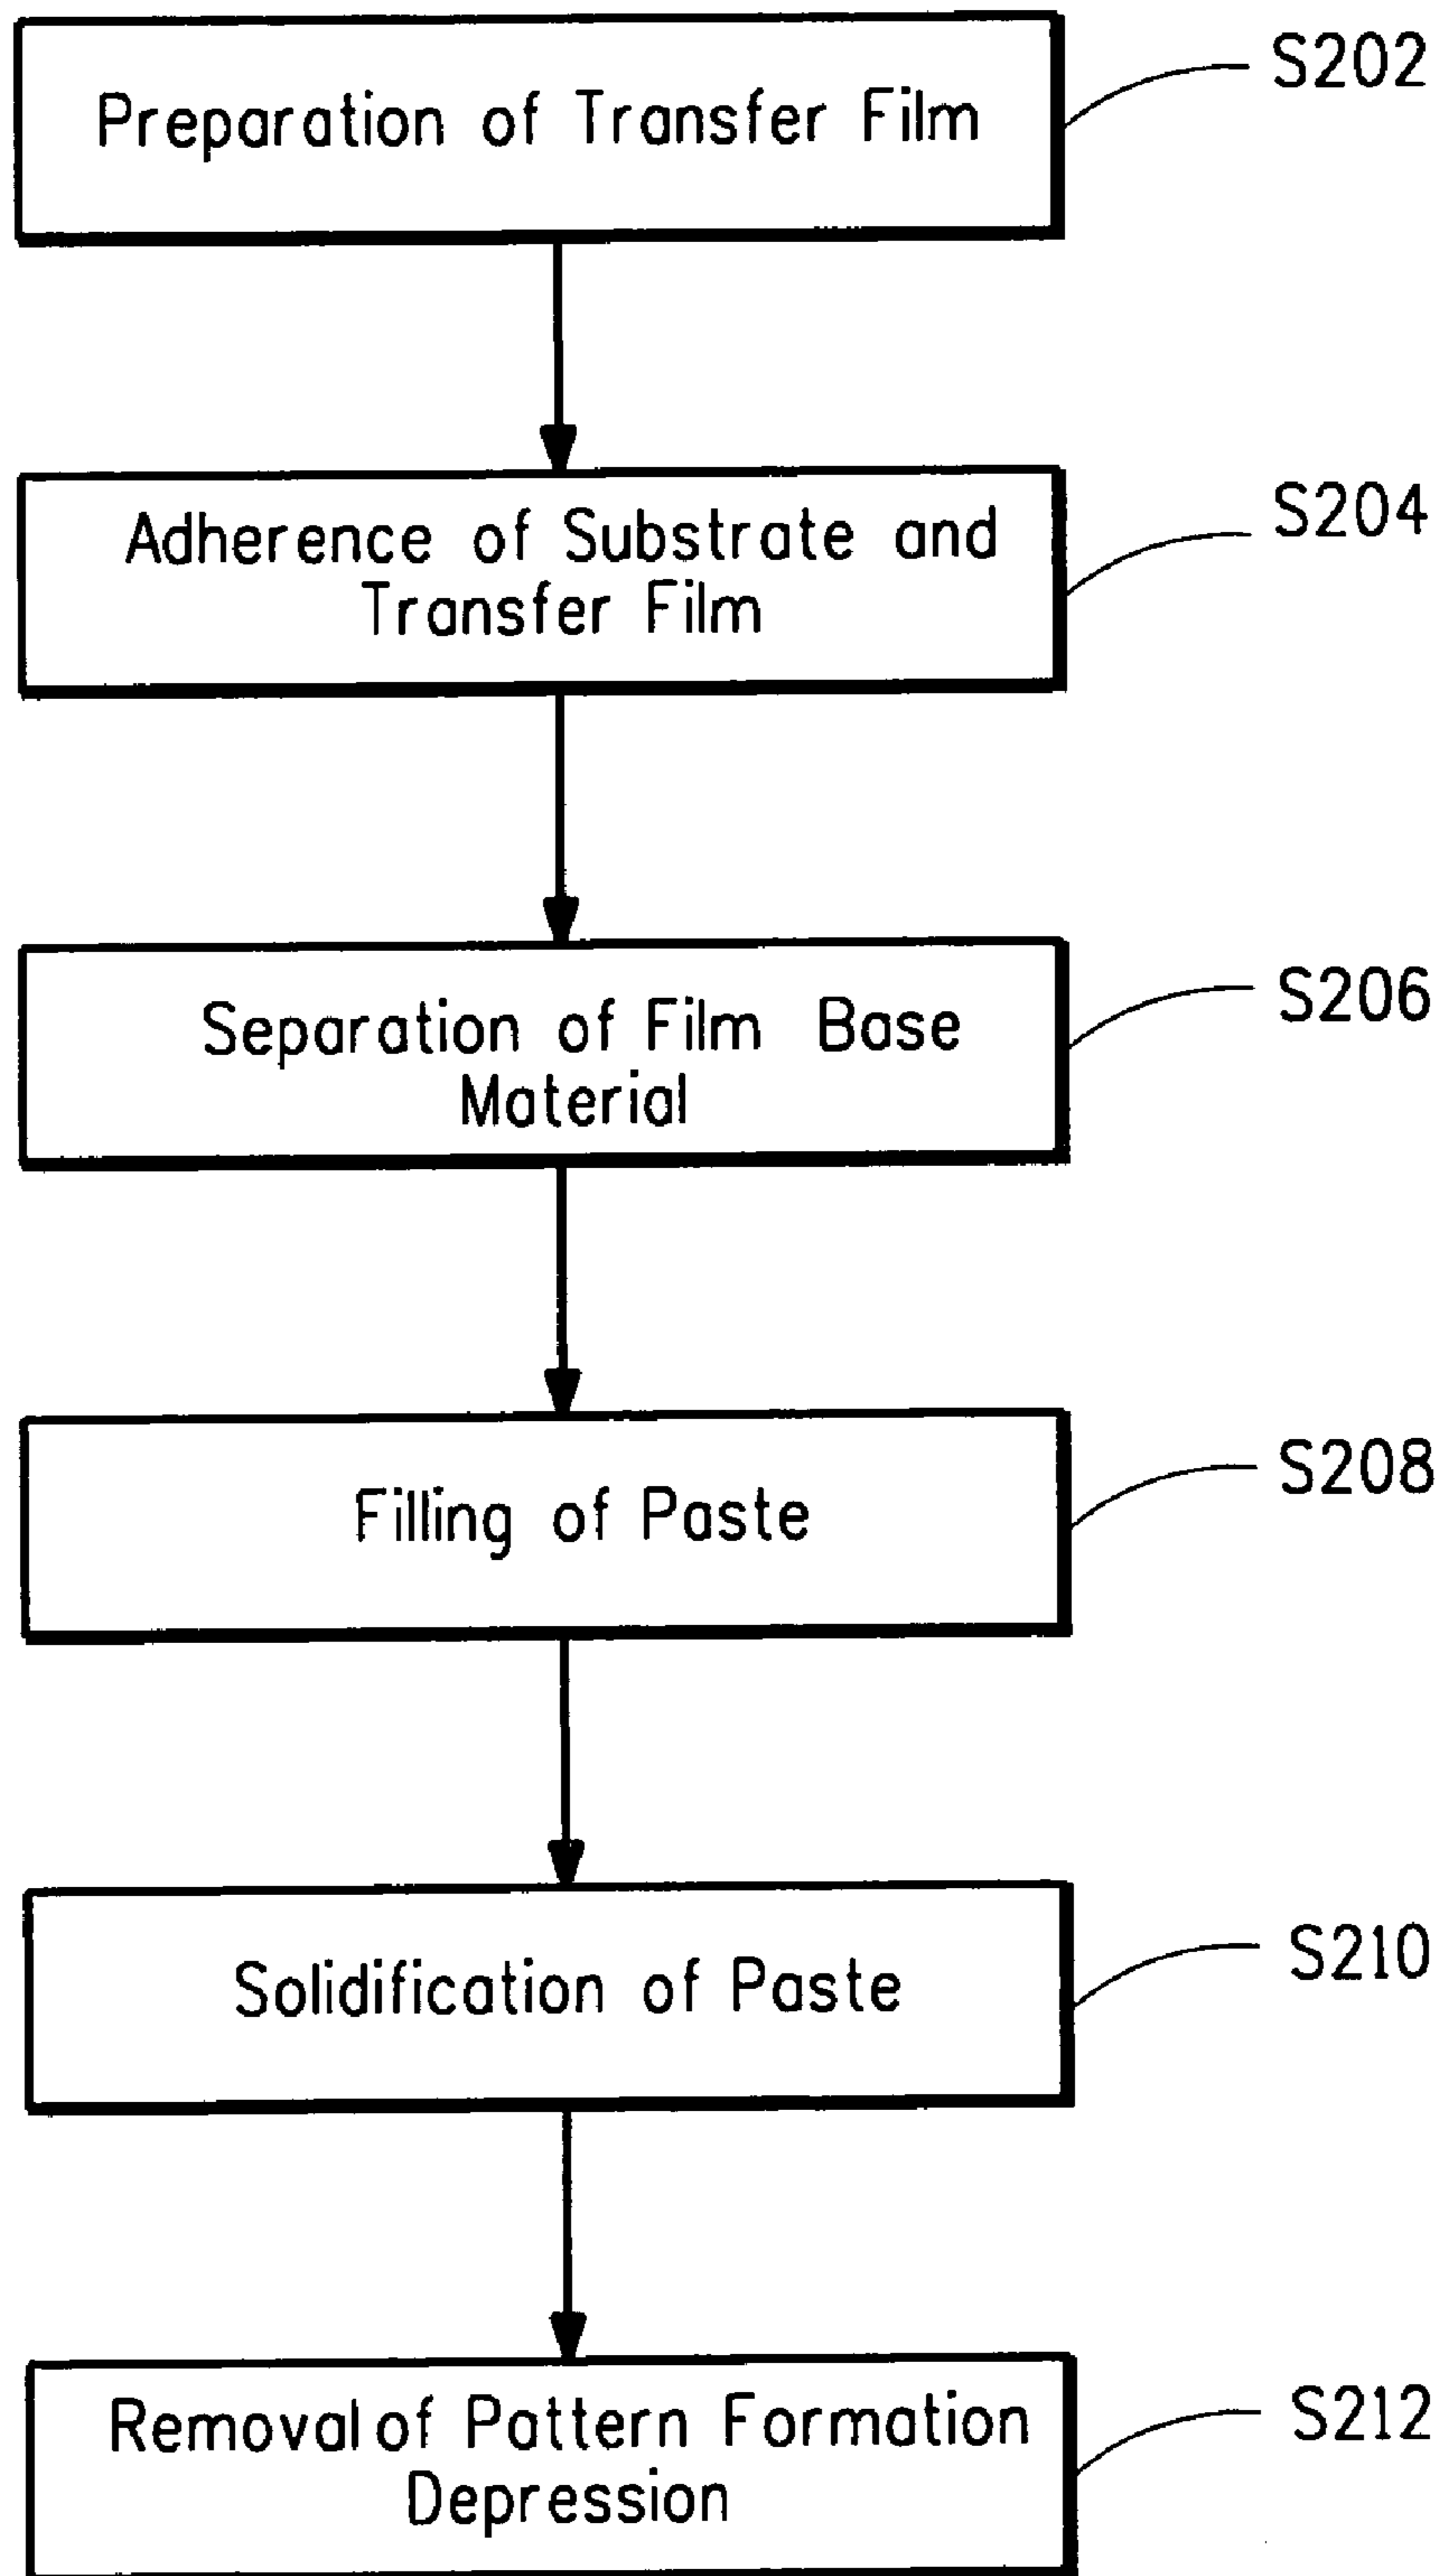 Preparation of Transfer Film
S202
Adherence of Substrate and
Transfer Film
S204
Separation of Film Base
Material
S206
Filling of Paste
S208
Solidification of Paste
S210
Removal of Pattern Formation
Depression
S212